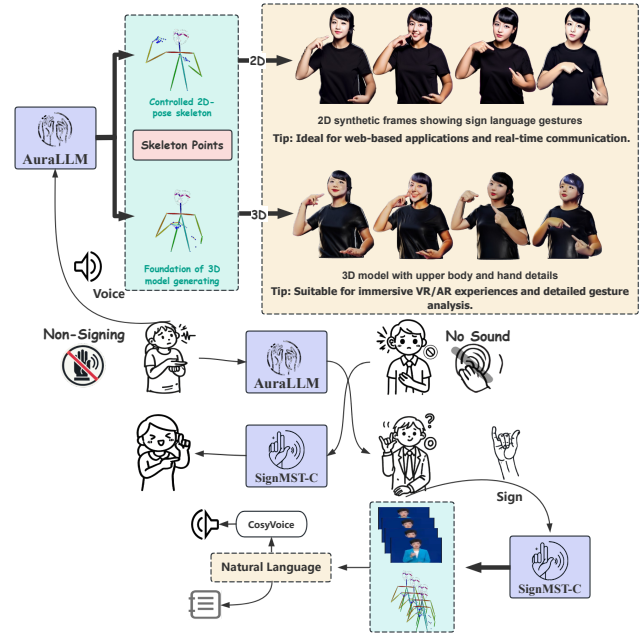 2D
Controlled 2D-
pose skeleton
2D synthetic frames showing sign language gestures
Tip: Ideal for web-based applications and real-time communication.
AuraLLM
Skeleton Points
3D
Foundation of 3D
model generating
3D model with upper body and hand details
Tip: Suitable for immersive VR/AR experiences and detailed gesture
analysis.
Voice
Non-Signing
AuraLLM
No Sound
?
SignMST-C
Sign
CosyVoice
Natural Language
SignMST-C